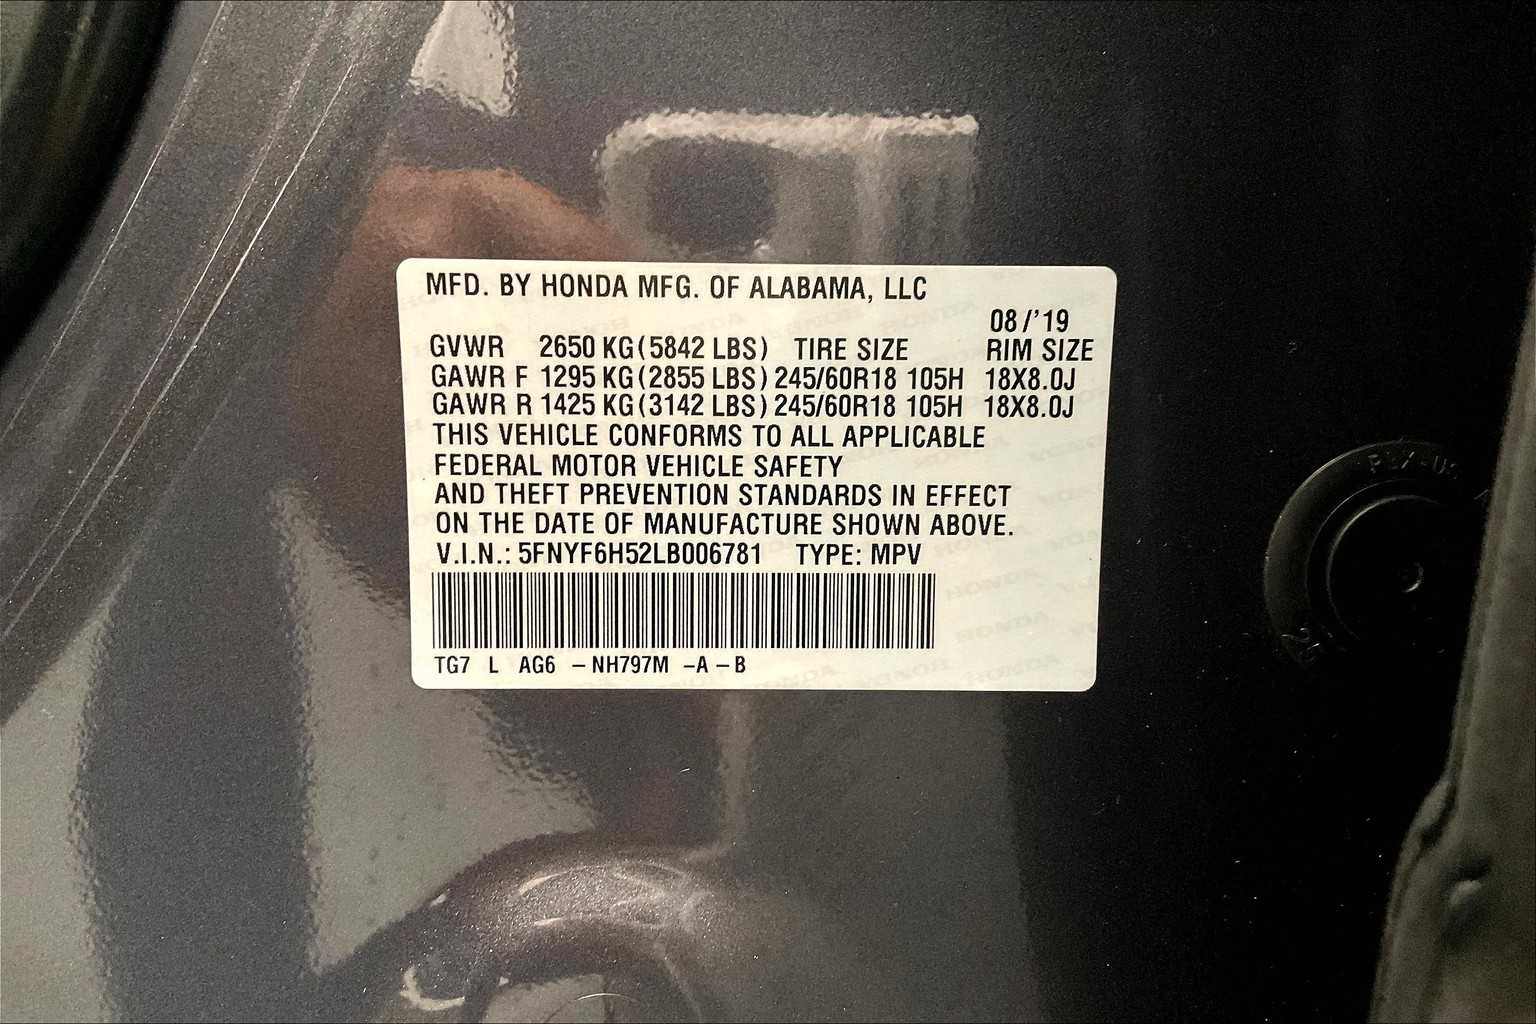 MFD. BY HONDA MFG. OF ALABAMA, LLC
08/'19
GVWR 2650 KG(5842 LBS) TIRE SIZE RIM SIZE
GAWR F 1295 KG(2855 LBS) 245/60R18 105H 18X8.0J
GAWR R 1425 KG(3142 LBS) 245/60R18 105H 18X8.0J
THIS VEHICLE CONFORMS TO ALL APPLICABLE
FEDERAL MOTOR VEHICLE SAFETY
AND THEFT PREVENTION STANDARDS IN EFFECT
ON THE DATE OF MANUFACTURE SHOWN ABOVE.
V.I.N.: 5FNYF6H52LB006781 TYPE: MPV
TG7 L AG6 -NH797M -A -B